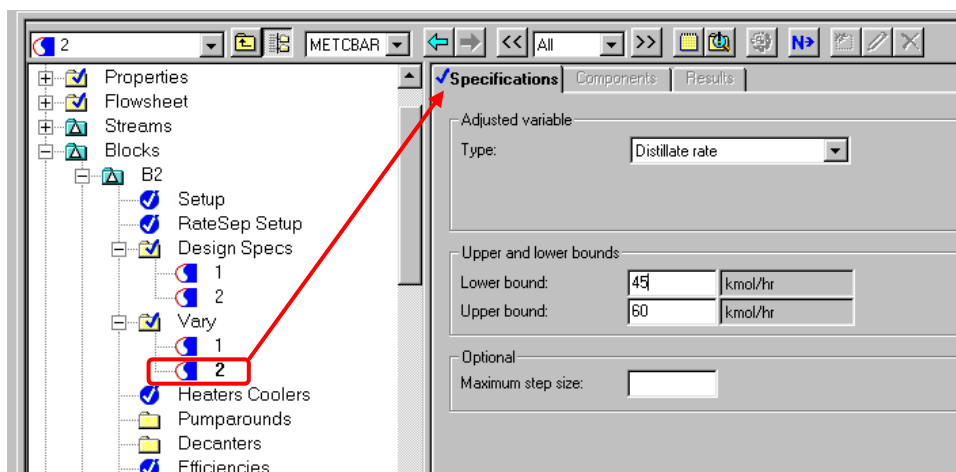 2 METCBAR << All >> N→
Properties
Flowsheet
Streams
Blocks
B2
Setup
RateSep Setup
Design Specs
1
2
Vary
1
2
Heaters Coolers
Pumparounds
Decanters
Efficiencies
Specifications Components Results
Adjusted variable
Type: Distillate rate
Upper and lower bounds
Lower bound: 45 kmol/hr
Upper bound: 60 kmol/hr
Optional
Maximum step size: